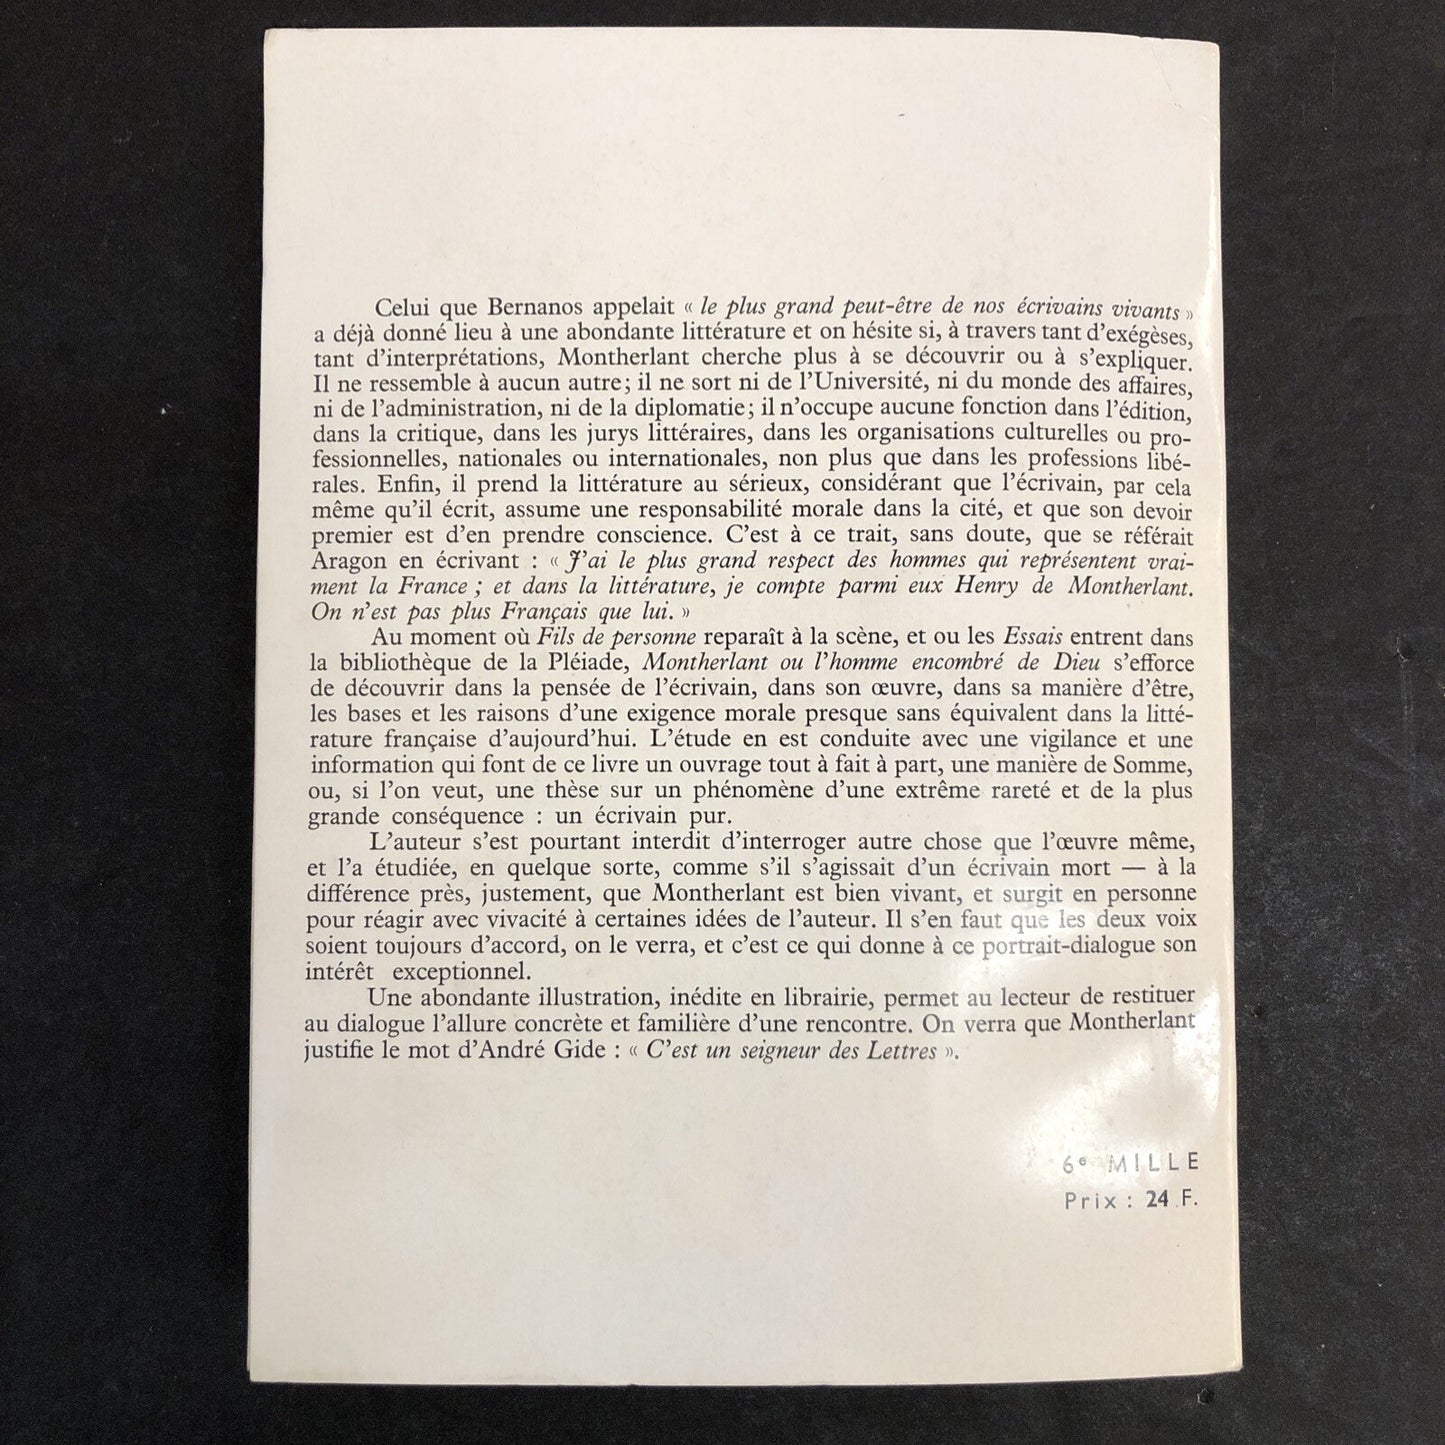 Celui que Bernanos appelait « le plus grand peut-être de nos écrivains vivants »
a déjà donné lieu à une abondante littérature et on hésite si, à travers tant d'exégèses,
tant d'interprétations, Montherlant cherche plus à se découvrir ou à s'expliquer.
Il ne ressemble à aucun autre; il ne sort ni de l'Université, ni du monde des affaires,
ni de l'administration, ni de la diplomatie; il n'occupe aucune fonction dans l'édition,
dans la critique, dans les jurys littéraires, dans les organisations culturelles ou pro-
fessionnelles, nationales ou internationales, non plus que dans les professions libé-
rales. Enfin, il prend la littérature au sérieux, considérant que l'écrivain, par cela
même qu'il écrit, assume une responsabilité morale dans la cité, et que son devoir
premier est d'en prendre conscience. C'est à ce trait, sans doute, que se référait
Aragon en écrivant : « J'ai le plus grand respect des hommes qui représentent vrai-
ment la France ; et dans la littérature, je compte parmi eux Henry de Montherlant.
On n'est pas plus Français que lui. »
Au moment où Fils de personne reparaît à la scène, et ou les Essais entrent dans
la bibliothèque de la Pléiade, Montherlant ou l'homme encombré de Dieu s'efforce
de découvrir dans la pensée de l'écrivain, dans son œuvre, dans sa manière d'être,
les bases et les raisons d'une exigence morale presque sans équivalent dans la litté-
rature française d'aujourd'hui. L'étude en est conduite avec une vigilance et une
information qui font de ce livre un ouvrage tout à fait à part, une manière de Somme,
ou, si l'on veut, une thèse sur un phénomène d'une extrême rareté et de la plus
grande conséquence : un écrivain pur.
L'auteur s'est pourtant interdit d'interroger autre chose que l'œuvre même,
et l'a étudiée, en quelque sorte, comme s'il s'agissait d'un écrivain mort — à la
différence près, justement, que Montherlant est bien vivant, et surgit en personne
pour réagir avec vivacité à certaines idées de l'auteur. Il s'en faut que les deux voix
soient toujours d'accord, on le verra, et c'est ce qui donne à ce portrait-dialogue son
intérêt exceptionnel.
Une abondante illustration, inédite en librairie, permet au lecteur de restituer
au dialogue l'allure concrète et familière d'une rencontre. On verra que Montherlant
justifie le mot d'André Gide : « C'est un seigneur des Lettres ».
6e MILLE
Prix : 24 F.